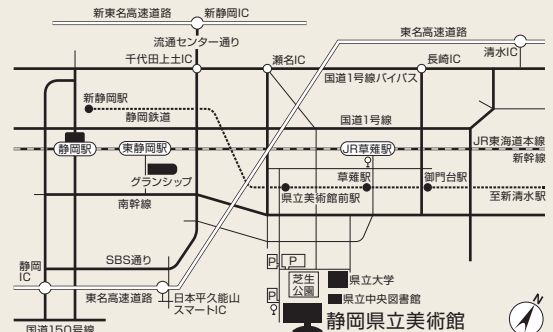 新東名高速道路
新静岡IC
流通センター通り
東名高速道路
清水IC
千代田上土IC
瀬名IC
長崎IC
国道1号線バイパス
新静岡駅
静岡鉄道
国道1号線
JR東海道本線
静岡駅
東静岡駅
JR草薙駅
新幹線
グランシップ
草薙駅
御門台駅
県立美術館前駅
至新清水駅
南幹線
静岡
IC
SBS通り
P
P
芝生
公園
県立大学
P
県立中央図書館
東名高速道路
日本平久能山
スマートIC
静岡県立美術館
国道150号線
N